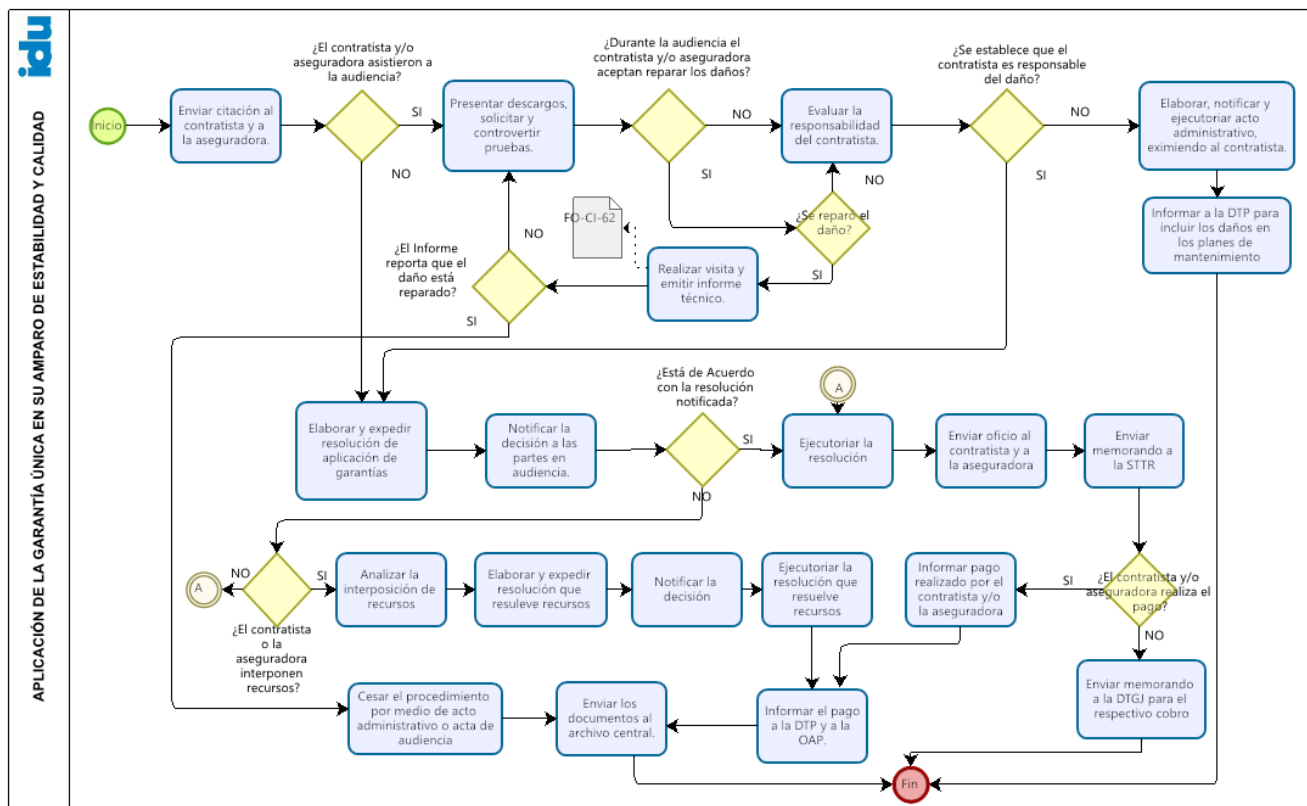 idu
APLICACIÓN DE LA GARANTÍA ÚNICA EN SU AMPARO DE ESTABILIDAD Y CALIDAD
Inicio
Enviar citación al
contratista y a
la aseguradora.
¿El contratista y/o
aseguradora asistieron a
la audiencia?
SI
NO
Presentar descargos,
solicitar y
controvertir
pruebas.
¿Durante la audiencia el
contratista y/o aseguradora
aceptan reparar los daños?
NO
SI
Evaluar la
responsabilidad
del contratista.
¿Se establece que el
contratista es responsable
del daño?
NO
SI
Elaborar, notificar y
ejecutoriar acto
administrativo,
eximiendo al contratista.
Informar a la DTP para
incluir los daños en
los planes de
mantenimiento
NO
¿Se reparó el
daño?
SI
FO-CI-62
Realizar visita y
emitir informe
técnico.
¿El Informe
reporta que el
daño está
reparado?
NO
SI
Elaborar y expedir
resolución de
aplicación de
garantías
Notificar la
decisión a las
partes en
audiencia.
¿Está de Acuerdo
con la resolución
notificada?
SI
NO
A
Ejecutoriar la
resolución
Enviar oficio al
contratista y a
la aseguradora
Enviar
memorando
a la STTR
A
NO
SI
¿El contratista
o la
aseguradora
interponen
recursos?
Analizar la
interposición de
recursos
Elaborar y expedir
resolución que
resuleve recursos
Notificar la
decisión
Ejecutoriar la
resolución que
resuelve recursos
Informar pago
realizado por el
contratista y/o
la aseguradora
SI
¿El contratista y/o
aseguradora realiza el
pago?
NO
Cesar el procedimiento
por medio de acto
administrativo o acta de
audiencia
Enviar los
documentos al
archivo central.
Informar el pago
a la DTP y a la
OAP.
Enviar memorando
a la DTGJ para el
respectivo cobro
Fin